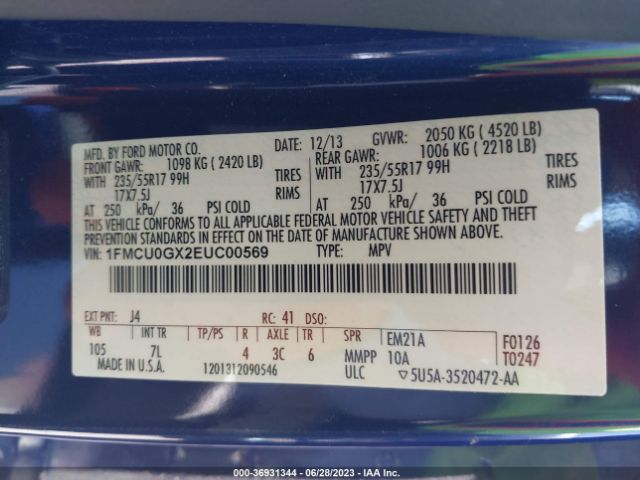 MFD. BY FORD MOTOR CO. DATE: 12/13 GVWR: 2050 KG ( 4520 LB)
FRONT GAWR: 1098 KG ( 2420 LB) REAR GAWR: 1006 KG ( 2218 LB)
WITH 235/55R17 99H TIRES WITH 235/55R17 99H TIRES
17X7.5J RIMS 17X7.5J RIMS
AT 250 kPa/ 36 PSI COLD AT 250 kPa/ 36 PSI COLD
THIS VEHICLE CONFORMS TO ALL APPLICABLE FEDERAL MOTOR VEHICLE SAFETY AND THEFT
PREVENTION STANDARDS IN EFFECT ON THE DATE OF MANUFACTURE SHOWN ABOVE.
VIN: 1FMCU0GX2EUC00569 TYPE: MPV
EXT PNT: J4 RC: 41 DSO:
WB INT TR TP/PS R AXLE TR SPR EM21A F0126
105 7L 4 3C 6 MMPP 10A T0247
MADE IN U.S.A. 1201312090546 ULC ▽5U5A-3520472-AA
000-36931344 | 06/28/2023 | IAA Inc.